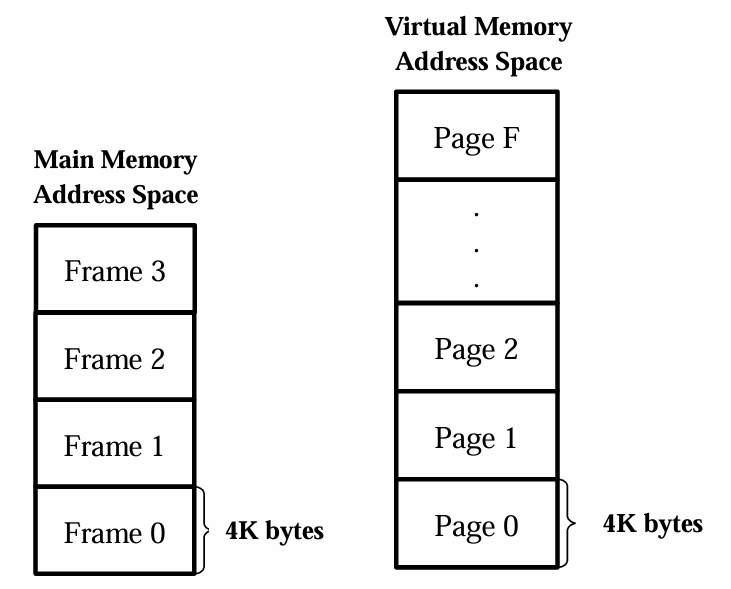 Main Memory
Address Space
Frame 3
Frame 2
Frame 1
Frame 0
4K bytes
Virtual Memory
Address Space
Page F
.
.
.
Page 2
Page 1
Page 0
4K bytes